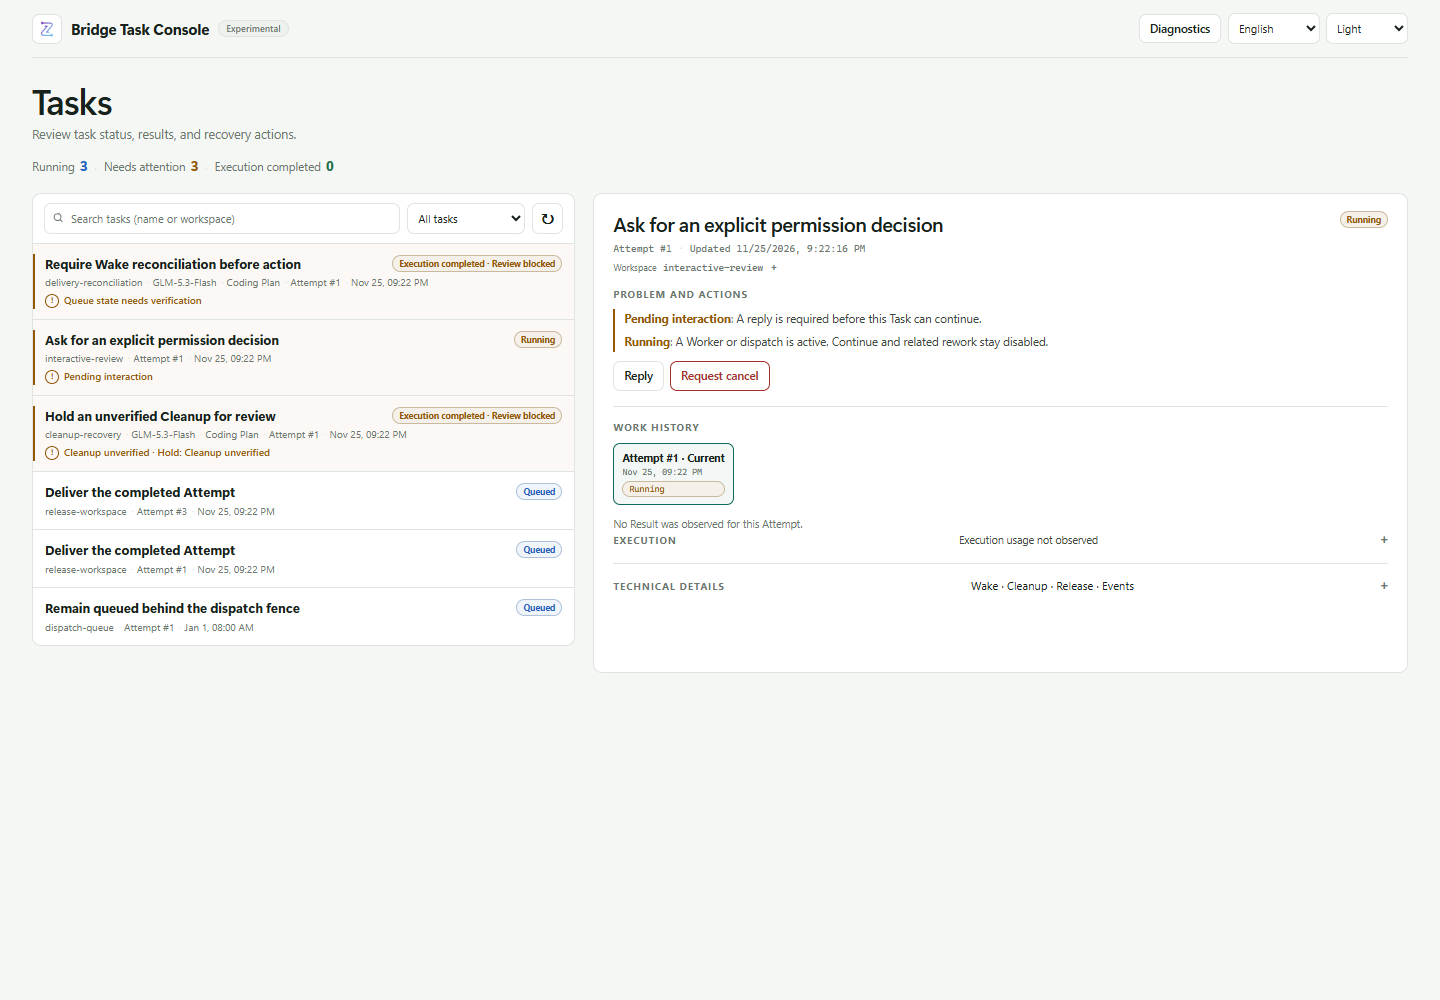 Bridge Task Console Experimental Diagnostics English Light
Tasks
Review task status, results, and recovery actions.
Running 3 · Needs attention 3 · Execution completed 0
Search tasks (name or workspace) All tasks ↻
Require Wake reconciliation before action Execution completed · Review blocked
delivery-reconciliation · GLM-5.3-Flash · Coding Plan · Attempt #1 · Nov 25, 09:22 PM
! Queue state needs verification
Ask for an explicit permission decision Running
interactive-review · Attempt #1 · Nov 25, 09:22 PM
! Pending interaction
Hold an unverified Cleanup for review Execution completed · Review blocked
cleanup-recovery · GLM-5.3-Flash · Coding Plan · Attempt #1 · Nov 25, 09:22 PM
! Cleanup unverified · Hold: Cleanup unverified
Deliver the completed Attempt Queued
release-workspace · Attempt #3 · Nov 25, 09:22 PM
Deliver the completed Attempt Queued
release-workspace · Attempt #1 · Nov 25, 09:22 PM
Remain queued behind the dispatch fence Queued
dispatch-queue · Attempt #1 · Jan 1, 08:00 AM
Ask for an explicit permission decision Running
Attempt #1 · Updated 11/25/2026, 9:22:16 PM
Workspace interactive-review +
PROBLEM AND ACTIONS
Pending interaction: A reply is required before this Task can continue.
Running: A Worker or dispatch is active. Continue and related rework stay disabled.
Reply Request cancel
WORK HISTORY
Attempt #1 · Current
Nov 25, 09:22 PM
Running
No Result was observed for this Attempt.
EXECUTION Execution usage not observed +
TECHNICAL DETAILS Wake · Cleanup · Release · Events +